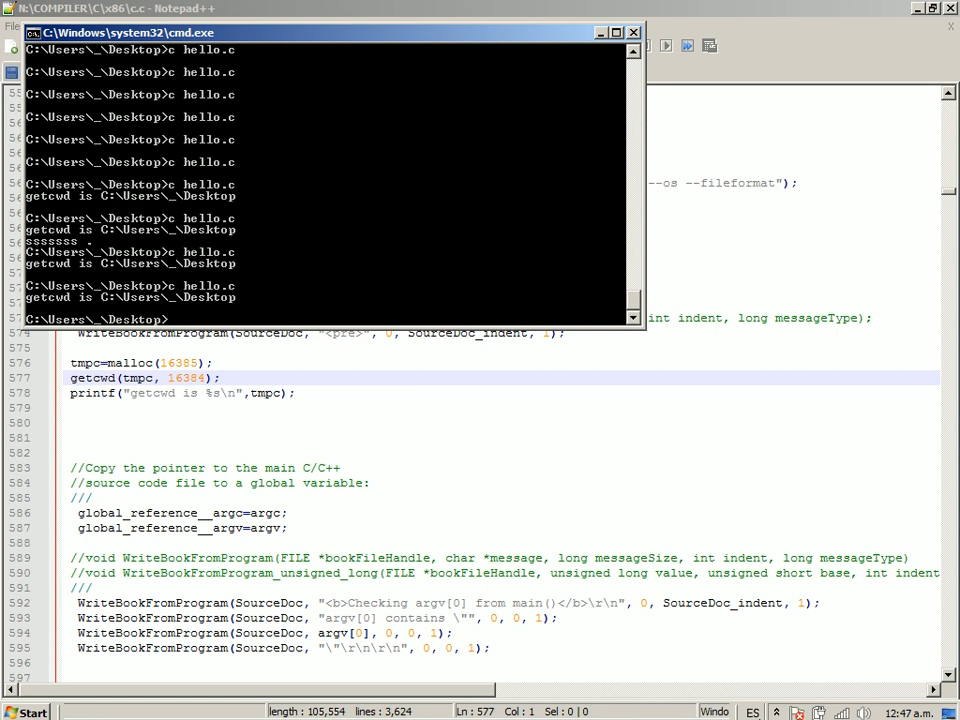 N:\COMPILER\C\x86\c.c - Notepad++
File
C:\Windows\system32\cmd.exe
C:\Users\_\Desktop>c hello.c
C:\Users\_\Desktop>c hello.c
C:\Users\_\Desktop>c hello.c
C:\Users\_\Desktop>c hello.c
C:\Users\_\Desktop>c hello.c
C:\Users\_\Desktop>c hello.c
C:\Users\_\Desktop>c hello.c
getcwd is C:\Users\_\Desktop
C:\Users\_\Desktop>c hello.c
getcwd is C:\Users\_\Desktop
sssssss .
C:\Users\_\Desktop>c hello.c
getcwd is C:\Users\_\Desktop
C:\Users\_\Desktop>c hello.c
getcwd is C:\Users\_\Desktop
C:\Users\_\Desktop>
--os --fileformat");
int indent, long messageType);
574 WriteBookFromProgram(SourceDoc, "<pre>", 0, SourceDoc_indent, 1);
575
576 tmpc=malloc(16385);
577 getcwd(tmpc, 16384);
578 printf("getcwd is %s\n",tmpc);
579
580
581
582
583 //Copy the pointer to the main C/C++
584 //source code file to a global variable:
585 ///
586 global_reference__argc=argc;
587 global_reference__argv=argv;
588
589 //void WriteBookFromProgram(FILE *bookFileHandle, char *message, long messageSize, int indent, long messageType)
590 //void WriteBookFromProgram_unsigned_long(FILE *bookFileHandle, unsigned long value, unsigned short base, int indent
591 ///
592 WriteBookFromProgram(SourceDoc, "<b>Checking argv[0] from main()</b>\r\n", 0, SourceDoc_indent, 1);
593 WriteBookFromProgram(SourceDoc, "argv[0] contains \"", 0, 0, 1);
594 WriteBookFromProgram(SourceDoc, argv[0], 0, 0, 1);
595 WriteBookFromProgram(SourceDoc, "\"\r\n\r\n", 0, 0, 1);
596
597
Start
length : 105,554 lines : 3,624
Ln : 577 Col : 1 Sel : 0 | 0
Windo
ES
12:47 a.m.